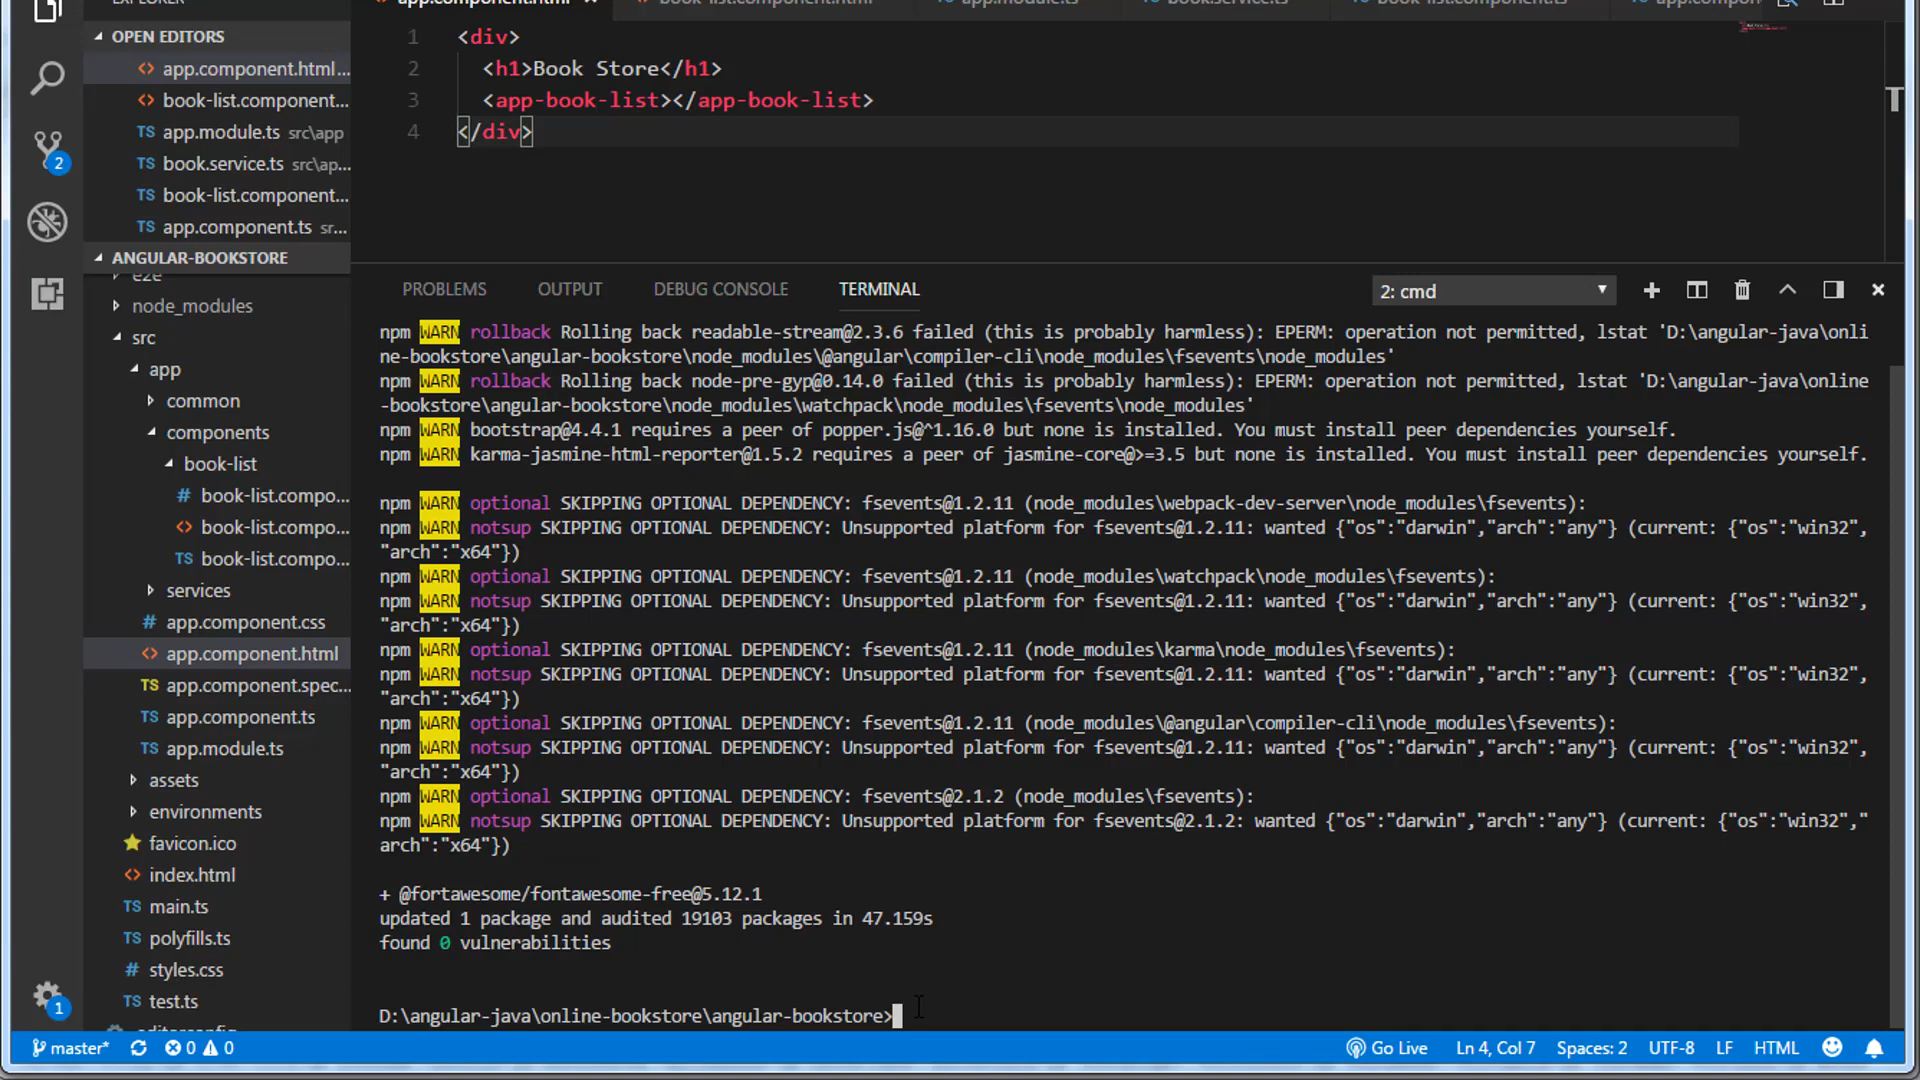 OPEN EDITORS
app.component.html...
book-list.component...
app.module.ts src\app
book.service.ts src\ap...
book-list.component...
app.component.ts sr...
ANGULAR-BOOKSTORE
e2e
node_modules
src
app
common
components
book-list
book-list.compo...
book-list.compo...
TS book-list.compo...
services
app.component.css
app.component.html
TS app.component.spec...
TS app.component.ts
TS app.module.ts
assets
environments
favicon.ico
index.html
TS main.ts
TS polyfills.ts
# styles.css
TS test.ts
2
1
1 <div>
2 <h1>Book Store</h1>
3 <app-book-list></app-book-list>
4 </div>
PROBLEMS OUTPUT DEBUG CONSOLE TERMINAL 2: cmd
npm WARN rollback Rolling back readable-stream@2.3.6 failed (this is probably harmless): EPERM: operation not permitted, lstat 'D:\angular-java\onli
ne-bookstore\angular-bookstore\node_modules\@angular\compiler-cli\node_modules\fsevents\node_modules'
npm WARN rollback Rolling back node-pre-gyp@0.14.0 failed (this is probably harmless): EPERM: operation not permitted, lstat 'D:\angular-java\online
-bookstore\angular-bookstore\node_modules\watchpack\node_modules\fsevents\node_modules'
npm WARN bootstrap@4.4.1 requires a peer of popper.js@^1.16.0 but none is installed. You must install peer dependencies yourself.
npm WARN karma-jasmine-html-reporter@1.5.2 requires a peer of jasmine-core@>=3.5 but none is installed. You must install peer dependencies yourself.
npm WARN optional SKIPPING OPTIONAL DEPENDENCY: fsevents@1.2.11 (node_modules\webpack-dev-server\node_modules\fsevents):
npm WARN notsup SKIPPING OPTIONAL DEPENDENCY: Unsupported platform for fsevents@1.2.11: wanted {"os":"darwin","arch":"any"} (current: {"os":"win32",
"arch":"x64"})
npm WARN optional SKIPPING OPTIONAL DEPENDENCY: fsevents@1.2.11 (node_modules\watchpack\node_modules\fsevents):
npm WARN notsup SKIPPING OPTIONAL DEPENDENCY: Unsupported platform for fsevents@1.2.11: wanted {"os":"darwin","arch":"any"} (current: {"os":"win32",
"arch":"x64"})
npm WARN optional SKIPPING OPTIONAL DEPENDENCY: fsevents@1.2.11 (node_modules\karma\node_modules\fsevents):
npm WARN notsup SKIPPING OPTIONAL DEPENDENCY: Unsupported platform for fsevents@1.2.11: wanted {"os":"darwin","arch":"any"} (current: {"os":"win32",
"arch":"x64"})
npm WARN optional SKIPPING OPTIONAL DEPENDENCY: fsevents@1.2.11 (node_modules\@angular\compiler-cli\node_modules\fsevents):
npm WARN notsup SKIPPING OPTIONAL DEPENDENCY: Unsupported platform for fsevents@1.2.11: wanted {"os":"darwin","arch":"any"} (current: {"os":"win32",
"arch":"x64"})
npm WARN optional SKIPPING OPTIONAL DEPENDENCY: fsevents@2.1.2 (node_modules\fsevents):
npm WARN notsup SKIPPING OPTIONAL DEPENDENCY: Unsupported platform for fsevents@2.1.2: wanted {"os":"darwin","arch":"any"} (current: {"os":"win32","
arch":"x64"})
+ @fortawesome/fontawesome-free@5.12.1
updated 1 package and audited 19103 packages in 47.159s
found 0 vulnerabilities
D:\angular-java\online-bookstore\angular-bookstore>
master* 0 0 Go Live Ln 4, Col 7 Spaces: 2 UTF-8 LF HTML